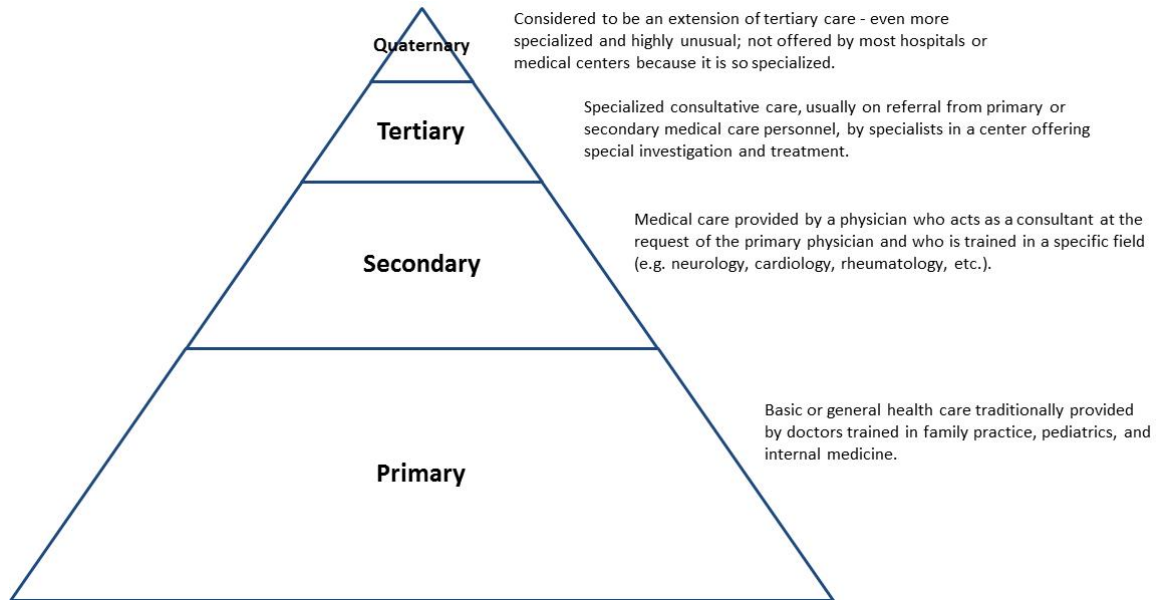 Quaternary
Considered to be an extension of tertiary care - even more
specialized and highly unusual; not offered by most hospitals or
medical centers because it is so specialized.
Tertiary
Specialized consultative care, usually on referral from primary or
secondary medical care personnel, by specialists in a center offering
special investigation and treatment.
Secondary
Medical care provided by a physician who acts as a consultant at the
request of the primary physician and who is trained in a specific field
(e.g. neurology, cardiology, rheumatology, etc.).
Primary
Basic or general health care traditionally provided
by doctors trained in family practice, pediatrics, and
internal medicine.